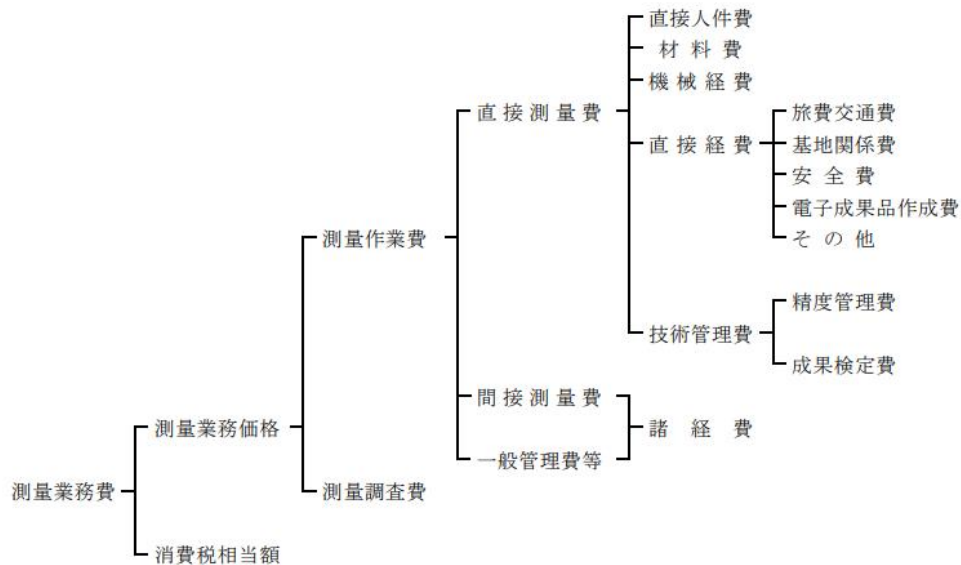 直接人件費
材料費
機械経費
直接測量費
直接経費
旅費交通費
基地関係費
安全費
電子成果品作成費
その他
測量作業費
精度管理費
技術管理費
成果検定費
間接測量費
諸経費
測量業務価格
一般管理費等
測量業務費
測量調査費
消費税相当額